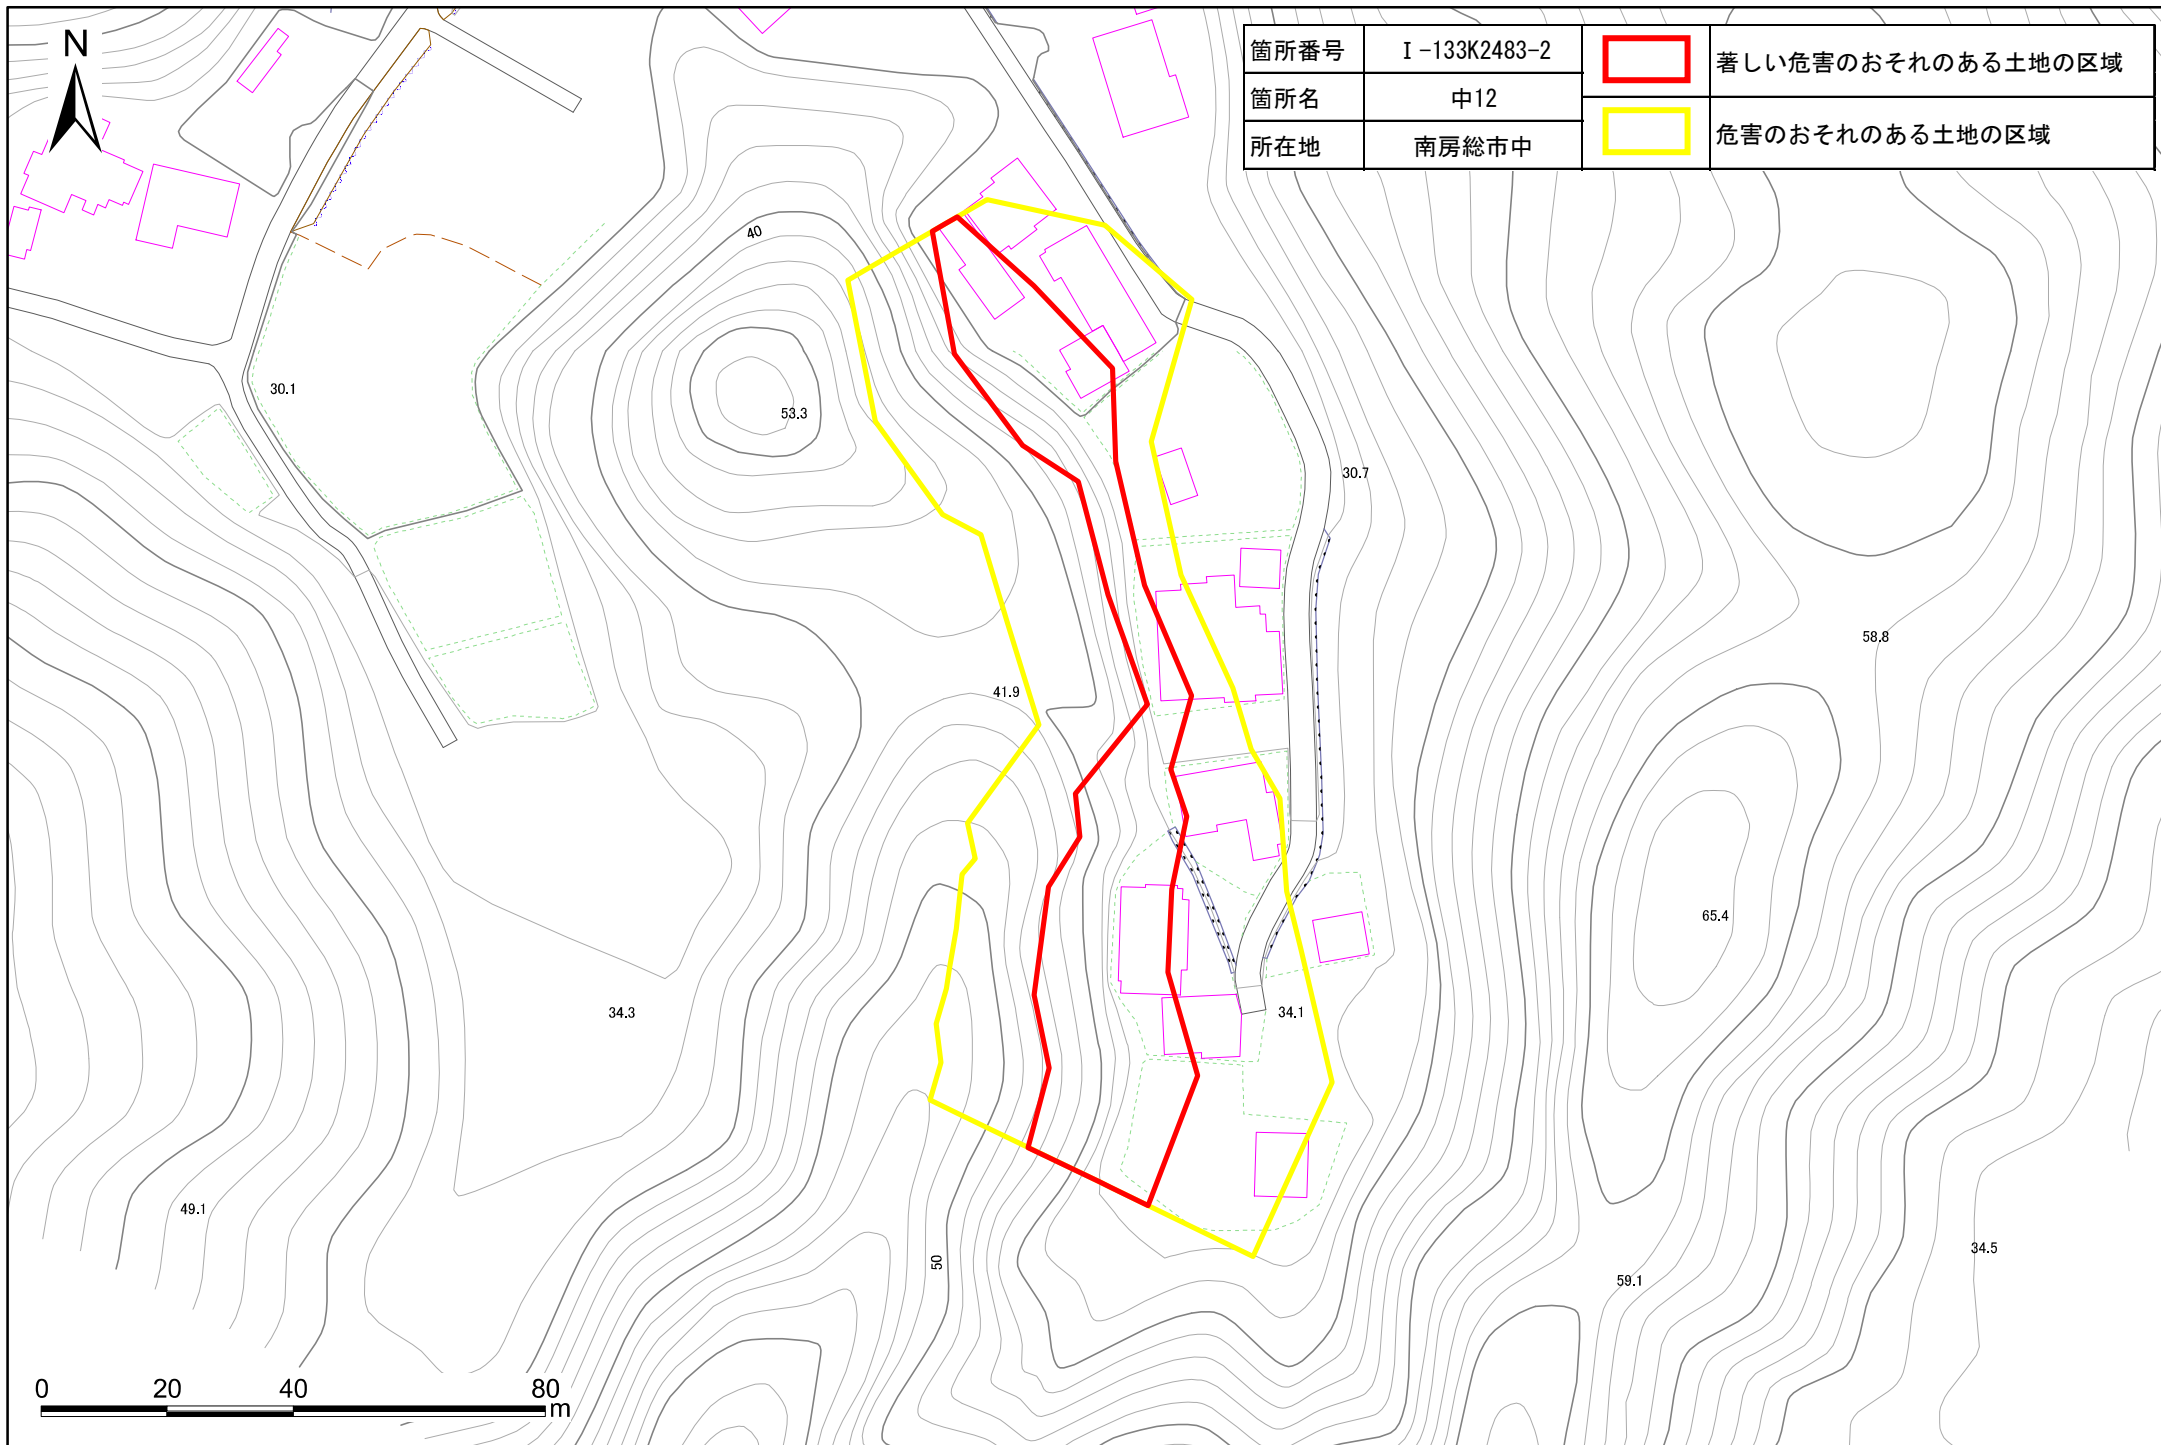 N
箇所番号 Ⅰ-133K2483-2
著しい危害のおそれのある土地の区域
箇所名 中12
危害のおそれのある土地の区域
所在地 南房総市中
40
30.1
53.3
30.7
58.8
41.9
65.4
34.3
34.1
49.1
50
34.5
59.1
0 20 40 80
m